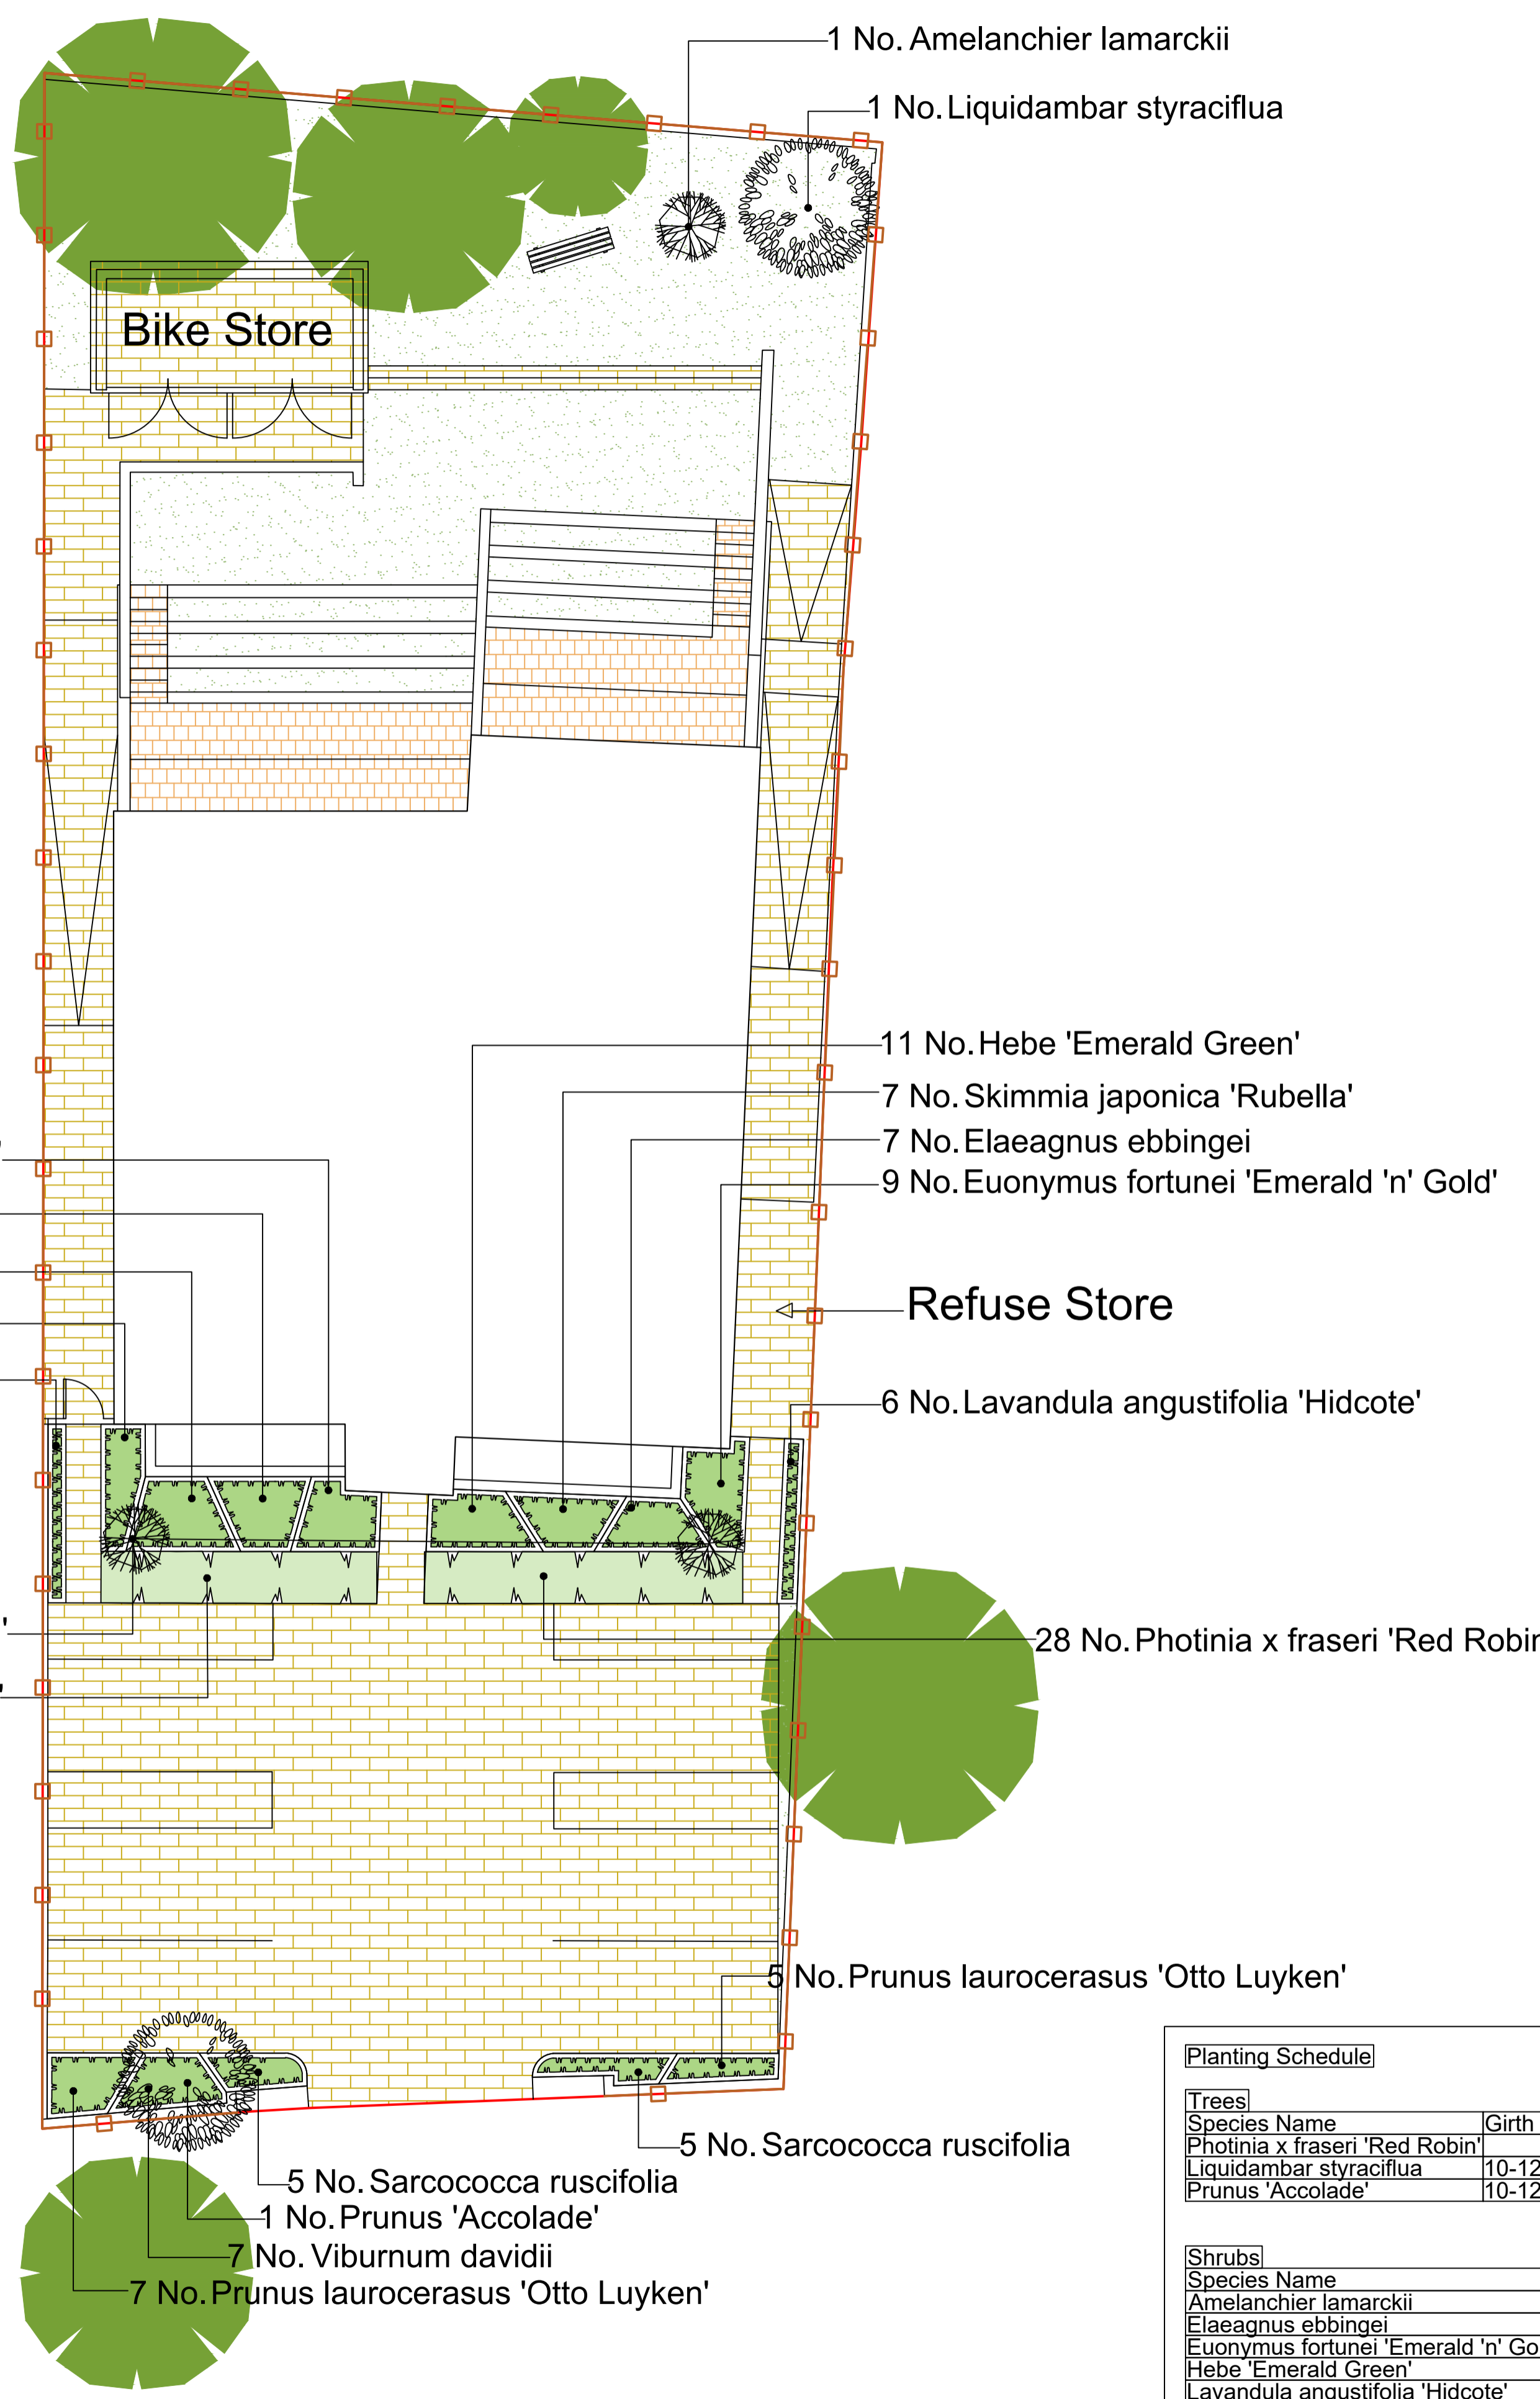 1 No. Amelanchier lamarckii
1 No. Liquidambar styraciflua
Bike Store
11 No. Hebe 'Emerald Green'
7 No. Skimmia japonica 'Rubella'
7 No. Elaeagnus ebbingei
9 No. Euonymus fortunei 'Emerald 'n' Gold'
Refuse Store
6 No. Lavandula angustifolia 'Hidcote'
28 No. Photinia x fraseri 'Red Robin
5 No. Prunus laurocerasus 'Otto Luyken'
5 No. Sarcococca ruscifolia
5 No. Sarcococca ruscifolia
1 No. Prunus 'Accolade'
7 No. Viburnum davidii
7 No. Prunus laurocerasus 'Otto Luyken'
Planting Schedule
Trees
Species Name Girth
Photinia x fraseri 'Red Robin'
Liquidambar styraciflua 10-12
Prunus 'Accolade' 10-12
Shrubs
Species Name
Amelanchier lamarckii
Elaeagnus ebbingei
Euonymus fortunei 'Emerald 'n' Go
Hebe 'Emerald Green'
Lavandula angustifolia 'Hidcote'